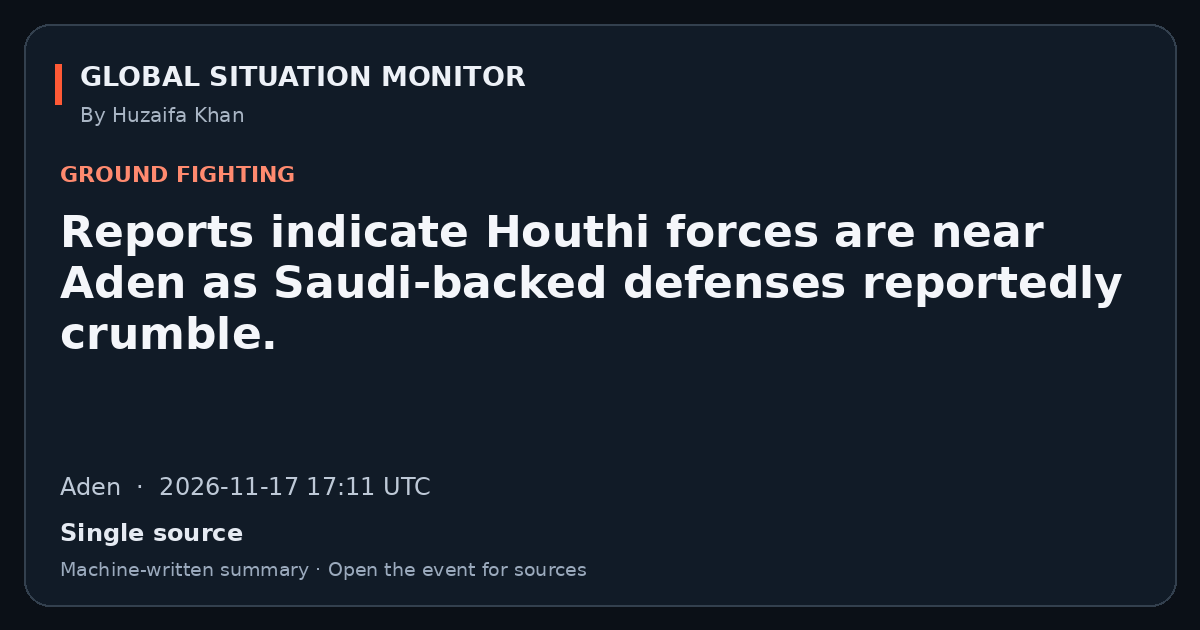 GLOBAL SITUATION MONITOR
By Huzaifa Khan
GROUND FIGHTING
Reports indicate Houthi forces are near
Aden as Saudi-backed defenses reportedly
crumble.
Aden · 2026-11-17 17:11 UTC
Single source
Machine-written summary · Open the event for sources